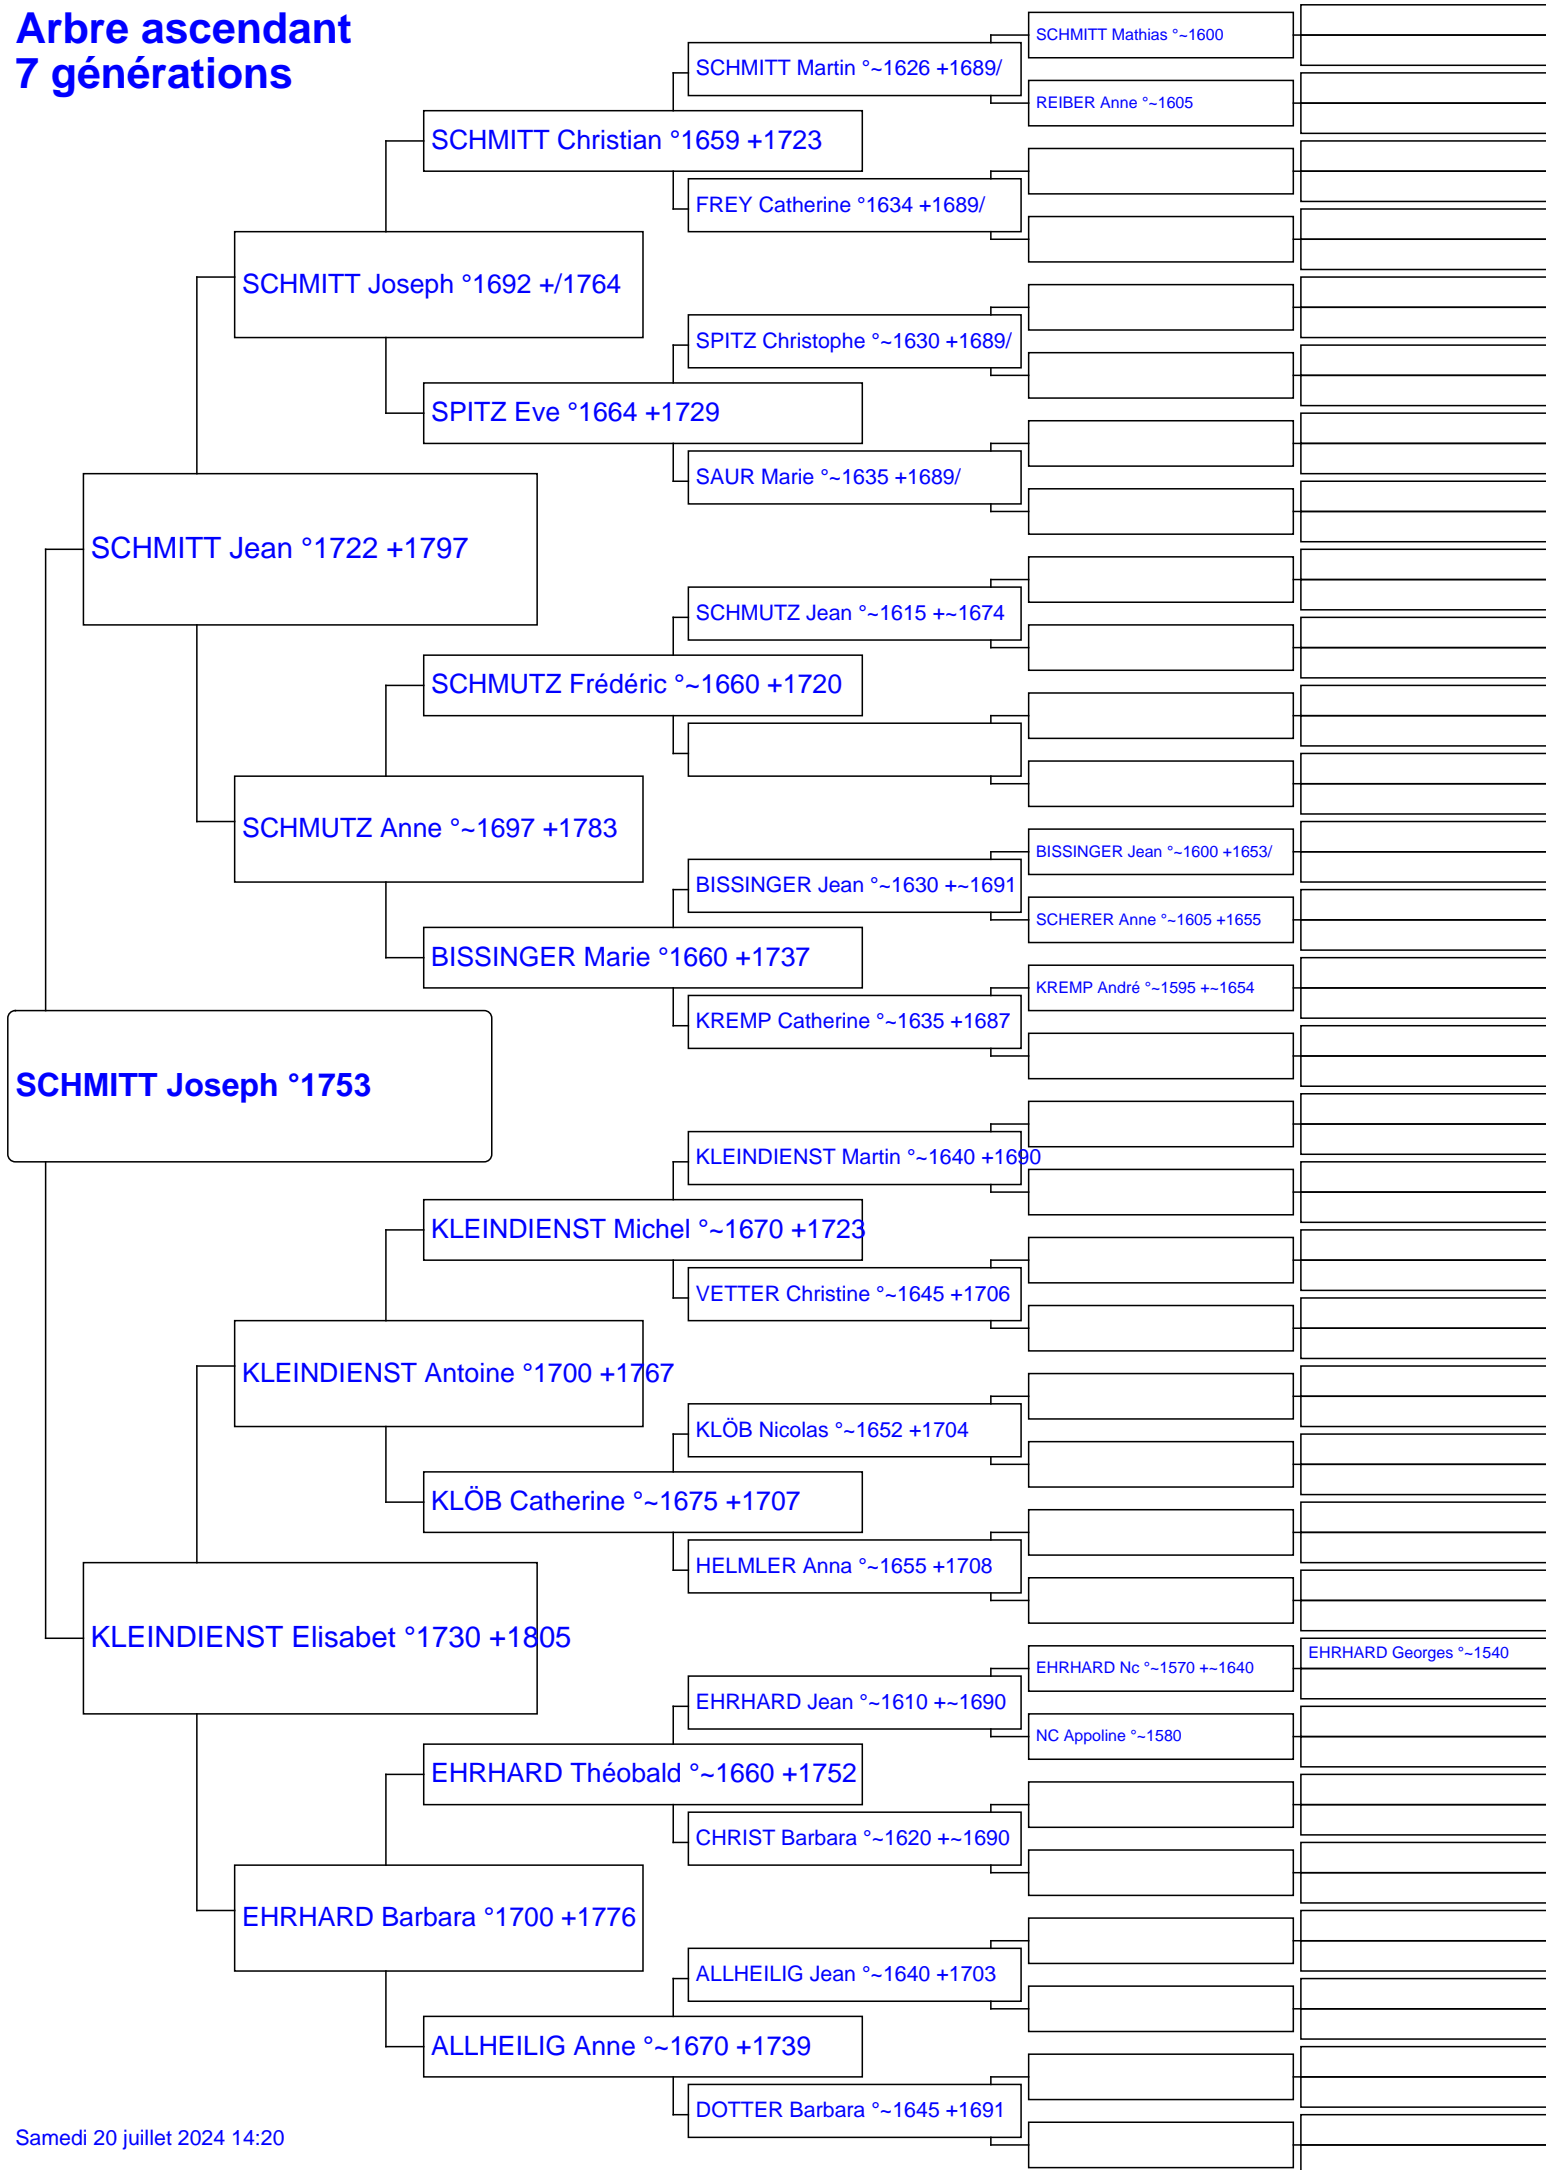 Arbre ascendant
7 générations
SCHMITT Mathias °~1600
SCHMITT Martin °~1626 +1689/
REIBER Anne °~1605
SCHMITT Christian °1659 +1723
FREY Catherine °1634 +1689/
SCHMITT Joseph °1692 +/1764
SPITZ Christophe °~1630 +1689/
SPITZ Eve °1664 +1729
SAUR Marie °~1635 +1689/
SCHMITT Jean °1722 +1797
SCHMUTZ Jean °~1615 +~1674
SCHMUTZ Frédéric °~1660 +1720
SCHMUTZ Anne °~1697 +1783
BISSINGER Jean °~1600 +1653/
BISSINGER Jean °~1630 +~1691
SCHERER Anne °~1605 +1655
BISSINGER Marie °1660 +1737
KREMP André °~1595 +~1654
KREMP Catherine °~1635 +1687
SCHMITT Joseph °1753
KLEINDIENST Martin °~1640 +1690
KLEINDIENST Michel °~1670 +1723
VETTER Christine °~1645 +1706
KLEINDIENST Antoine °1700 +1767
KLÖB Nicolas °~1652 +1704
KLÖB Catherine °~1675 +1707
HELMLER Anna °~1655 +1708
KLEINDIENST Elisabet °1730 +1805
EHRHARD Georges °~1540
EHRHARD Nc °~1570 +~1640
EHRHARD Jean °~1610 +~1690
NC Appoline °~1580
EHRHARD Théobald °~1660 +1752
CHRIST Barbara °~1620 +~1690
EHRHARD Barbara °1700 +1776
ALLHEILIG Jean °~1640 +1703
ALLHEILIG Anne °~1670 +1739
DOTTER Barbara °~1645 +1691
Samedi 20 juillet 2024 14:20